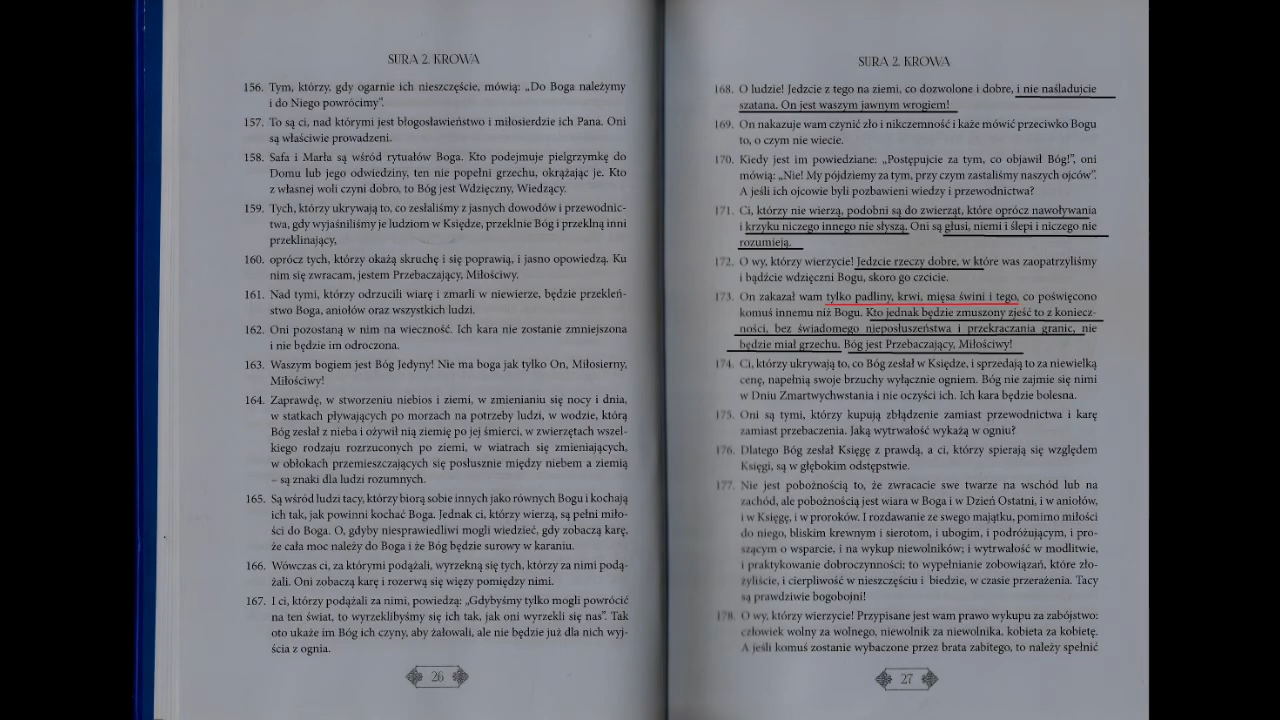 SURA 2. KROWA
156. Tym, którzy, gdy ogarnie ich nieszczęście, mówią: „Do Boga należymy
i do Niego powrócimy”.
157. To są ci, nad którymi jest błogosławieństwo i miłosierdzie ich Pana. Oni
są właściwie prowadzeni.
158. Safa i Marła są wśród rytuałów Boga. Kto podejmuje pielgrzymkę do
Domu lub jego odwiedziny, ten nie popełni grzechu, okrążając je. Kto
z własnej woli czyni dobro, to Bóg jest Wdzięczny, Wiedzący.
159. Tych, którzy ukrywają to, co zesłaliśmy z jasnych dowodów i przewodnic-
twa, gdy wyjaśniliśmy je ludziom w Księdze, przeklnie Bóg i przeklną inni
przeklinający,
160. oprócz tych, którzy okażą skruchę i się poprawią, i jasno opowiedzą. Ku
nim się zwracam, jestem Przebaczający, Miłościwy.
161. Nad tymi, którzy odrzucili wiarę i zmarli w niewierze, będzie przekleń-
stwo Boga, aniołów oraz wszystkich ludzi.
162. Oni pozostaną w nim na wieczność. Ich kara nie zostanie zmniejszona
i nie będzie im odroczona.
163. Waszym bogiem jest Bóg Jedyny! Nie ma boga jak tylko On, Miłosierny,
Miłościwy!
164. Zaprawdę, w stworzeniu niebios i ziemi, w zmienianiu się nocy i dnia,
w statkach pływających po morzach na potrzeby ludzi, w wodzie, którą
Bóg zesłał z nieba i ożywił nią ziemię po jej śmierci, w zwierzętach wszel-
kiego rodzaju rozrzuconych po ziemi, w wiatrach się zmieniających,
w obłokach przemieszczających się posłusznie między niebem a ziemią
– są znaki dla ludzi rozumnych.
165. Są wśród ludzi tacy, którzy biorą sobie innych jako równych Bogu i kochają
ich tak, jak powinni kochać Boga. Jednak ci, którzy wierzą, są pełni miło-
ści do Boga. O, gdyby niesprawiedliwi mogli wiedzieć, gdy zobaczą karę,
że cała moc należy do Boga i że Bóg będzie surowy w karaniu.
166. Wówczas ci, za którymi podążali, wyrzekną się tych, którzy za nimi podą-
żali. Oni zobaczą karę i rozerwą się więzy pomiędzy nimi.
167. I ci, którzy podążali za nimi, powiedzą: „Gdybyśmy tylko mogli powrócić
na ten świat, to wyrzeklibyśmy się ich tak, jak oni wyrzekli się nas”. Tak
oto ukaże im Bóg ich czyny, aby żałowali, ale nie będzie już dla nich wyj-
ścia z ognia.
26
SURA 2. KROWA
168. O ludzie! Jedzcie z tego na ziemi, co dozwolone i dobre, i nie naśladujcie
szatana. On jest waszym jawnym wrogiem!
169. On nakazuje wam czynić zło i nikczemność i każe mówić przeciwko Bogu
to, o czym nie wiecie.
170. Kiedy jest im powiedziane: „Postępujcie za tym, co objawił Bóg!”, oni
mówią: „Nie! My pójdziemy za tym, przy czym zastaliśmy naszych ojców”.
A jeśli ich ojcowie byli pozbawieni wiedzy i przewodnictwa?
171. Ci, którzy nie wierzą, podobni są do zwierząt, które oprócz nawoływania
i krzyku niczego innego nie słyszą. Oni są głusi, niemi i ślepi i niczego nie
rozumieją.
172. O wy, którzy wierzycie! Jedzcie rzeczy dobre, w które was zaopatrzyliśmy
i bądźcie wdzięczni Bogu, skoro go czcicie.
173. On zakazał wam tylko padliny, krwi, mięsa świni i tego, co poświęcono
komuś innemu niż Bogu. Kto jednak będzie zmuszony zjeść to z koniecz-
ności, bez świadomego nieposłuszeństwa i przekraczania granic, nie
będzie miał grzechu. Bóg jest Przebaczający, Miłościwy!
174. Ci, którzy ukrywają to, co Bóg zesłał w Księdze, i sprzedają to za niewielką
cenę, napełnią swoje brzuchy wyłącznie ogniem. Bóg nie zajmie się nimi
w Dniu Zmartwychwstania i nie oczyści ich. Ich kara będzie bolesna.
175. Oni są tymi, którzy kupują zbłądzenie zamiast przewodnictwa i karę
zamiast przebaczenia. Jaką wytrwałość wykażą w ogniu?
176. Dlatego Bóg zesłał Księgę z prawdą, a ci, którzy spierają się względem
Księgi, są w głębokim odstępstwie.
177. Nie jest pobożnością to, że zwracacie swe twarze na wschód lub na
zachód, ale pobożnością jest wiara w Boga i w Dzień Ostatni, i w aniołów,
i w Księgę, i w proroków. I rozdawanie ze swego majątku, pomimo miłości
do niego, bliskim krewnym i sierotom, i ubogim, i podróżującym, i pro-
szącym o wsparcie, i na wykup niewolników; i wytrwałość w modlitwie,
i praktykowanie dobroczynności; to wypełnianie zobowiązań, które zło-
żyliście, i cierpliwość w nieszczęściu i biedzie, w czasie przerażenia. Tacy
są prawdziwie bogobojni!
178. O wy, którzy wierzycie! Przypisane jest wam prawo wykupu za zabójstwo:
człowiek wolny za wolnego, niewolnik za niewolnika, kobieta za kobietę.
A jeśli komuś zostanie wybaczone przez brata zabitego, to należy spełnić
27